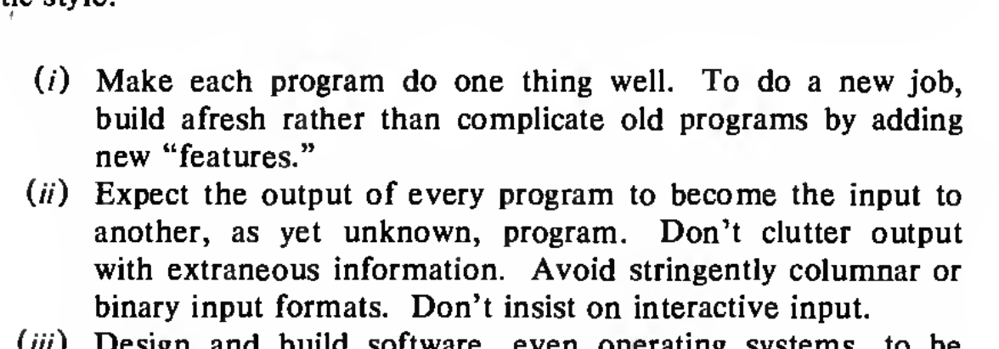 style.
(i) Make each program do one thing well. To do a new job,
build afresh rather than complicate old programs by adding
new “features.”
(ii) Expect the output of every program to become the input to
another, as yet unknown, program. Don’t clutter output
with extraneous information. Avoid stringently columnar or
binary input formats. Don’t insist on interactive input.
(iii) Design and build software, even operating systems, to be